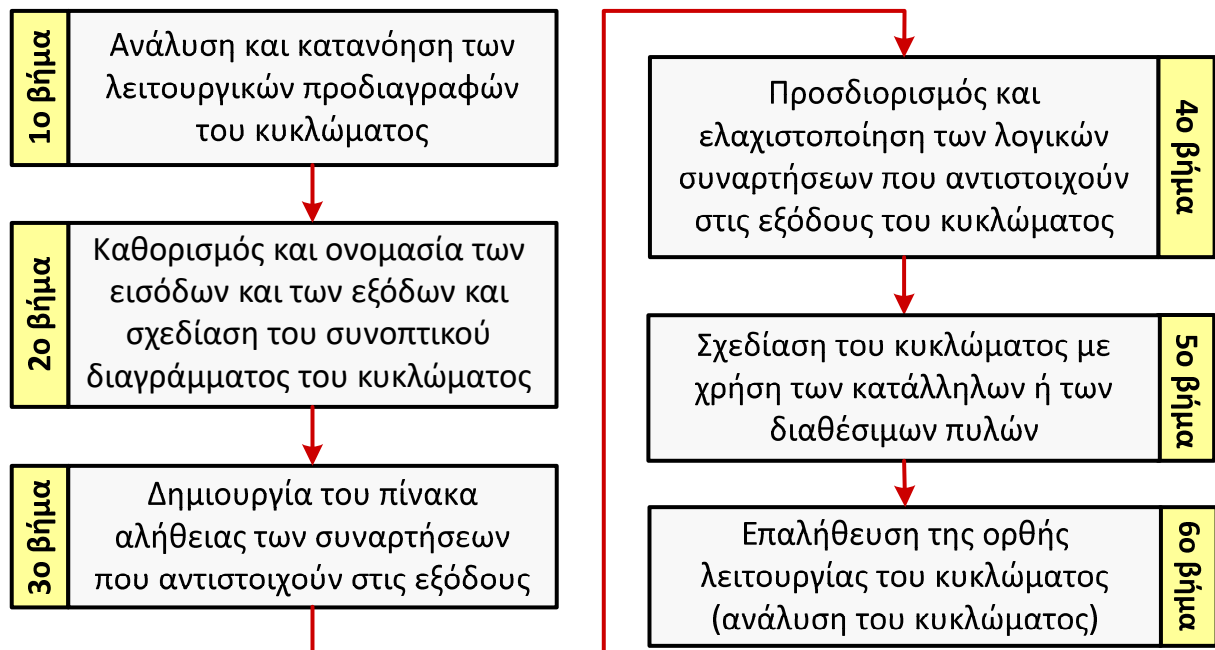 1ο βήμα
Ανάλυση και κατανόηση των
λειτουργικών προδιαγραφών
του κυκλώματος
2ο βήμα
Καθορισμός και ονομασία των
εισόδων και των εξόδων και
σχεδίαση του συνοπτικού
διαγράμματος του κυκλώματος
3ο βήμα
Δημιουργία του πίνακα
αλήθειας των συναρτήσεων
που αντιστοιχούν στις εξόδους
4ο βήμα
Προσδιορισμός και
ελαχιστοποίηση των λογικών
συναρτήσεων που αντιστοιχούν
στις εξόδους του κυκλώματος
5ο βήμα
Σχεδίαση του κυκλώματος με
χρήση των κατάλληλων ή των
διαθέσιμων πυλών
6ο βήμα
Επαλήθευση της ορθής
λειτουργίας του κυκλώματος
(ανάλυση του κυκλώματος)